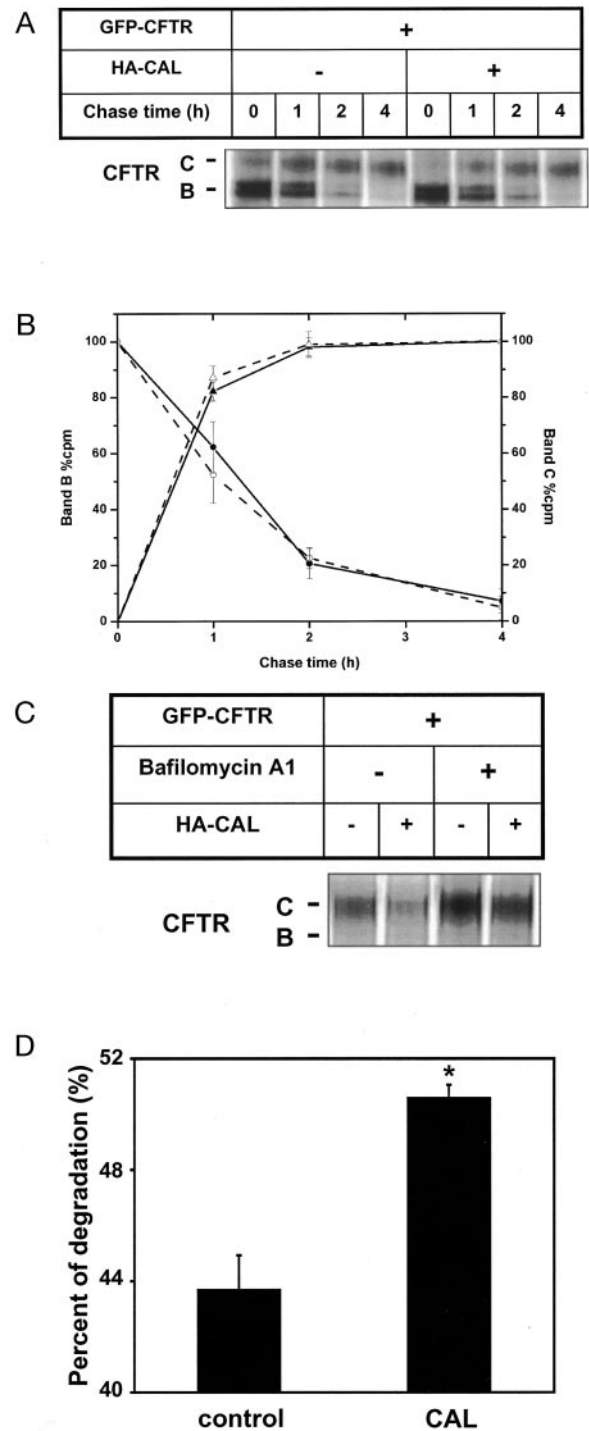 A
GFP-CFTR +
HA-CAL - +
Chase time (h) 0 1 2 4 0 1 2 4
CFTR C -
B -
B
100 100
80 80
60 60
40 40
20 20
0 0
0 1 2 3 4
Band B %cpm
Band C %cpm
Chase time (h)
C
GFP-CFTR +
Bafilomycin A1 - +
HA-CAL - + - +
CFTR C -
B -
D
52
*
48
44
40
Percent of degradation (%)
control CAL